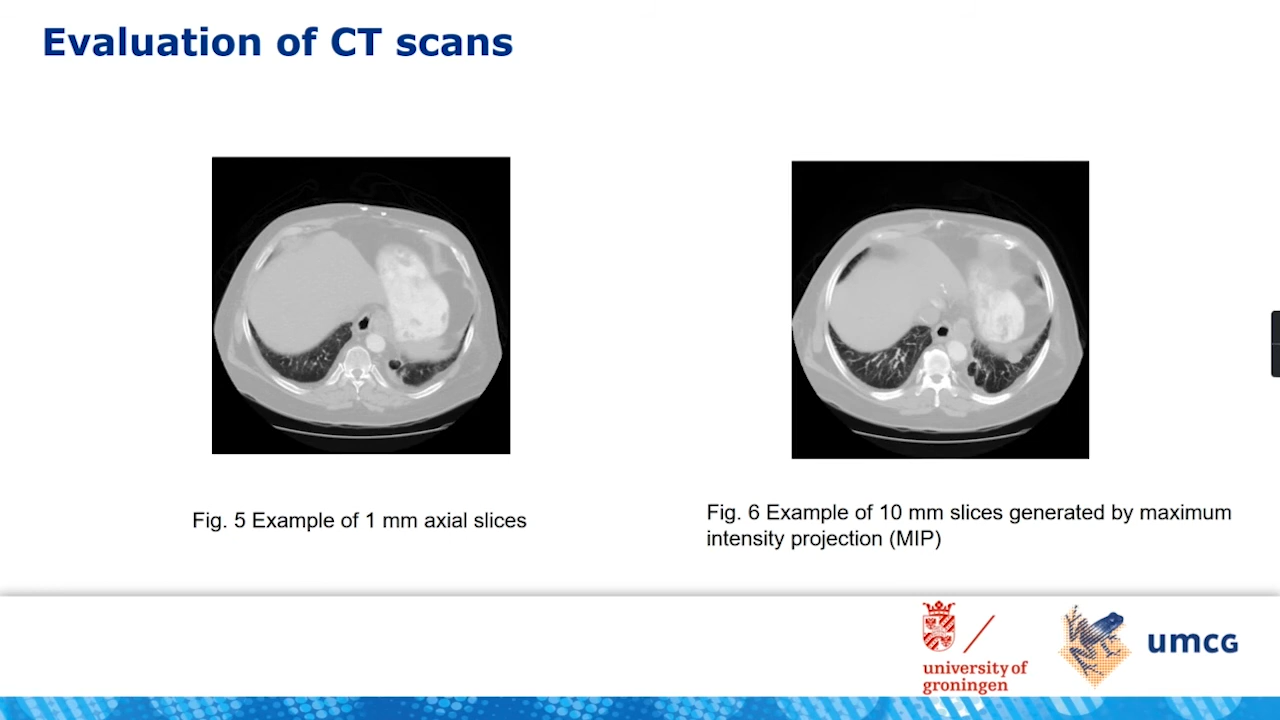 Evaluation of CT scans
Fig. 5 Example of 1 mm axial slices
Fig. 6 Example of 10 mm slices generated by maximum
intensity projection (MIP)
university of
groningen
umcg